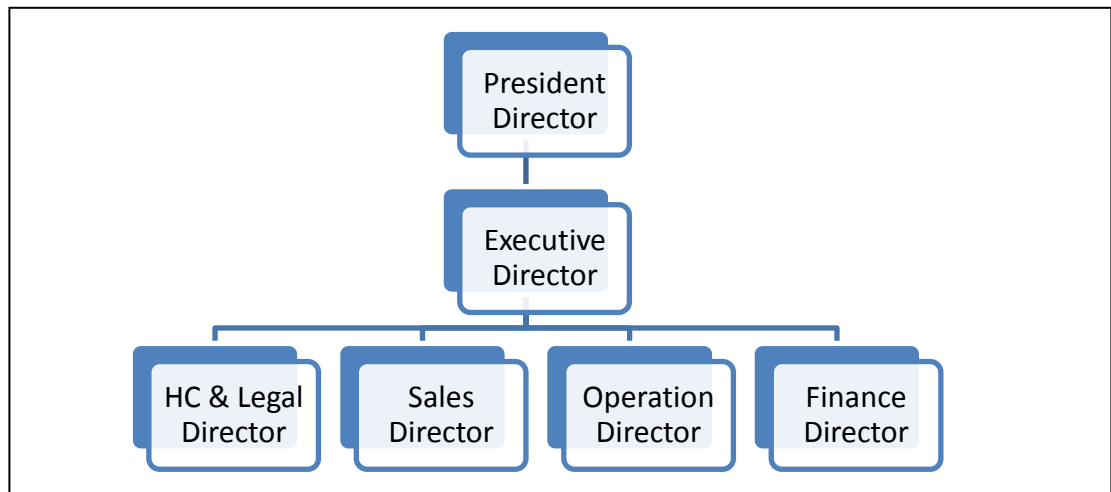 President
Director
Executive
Director
HC & Legal
Director
Sales
Director
Operation
Director
Finance
Director